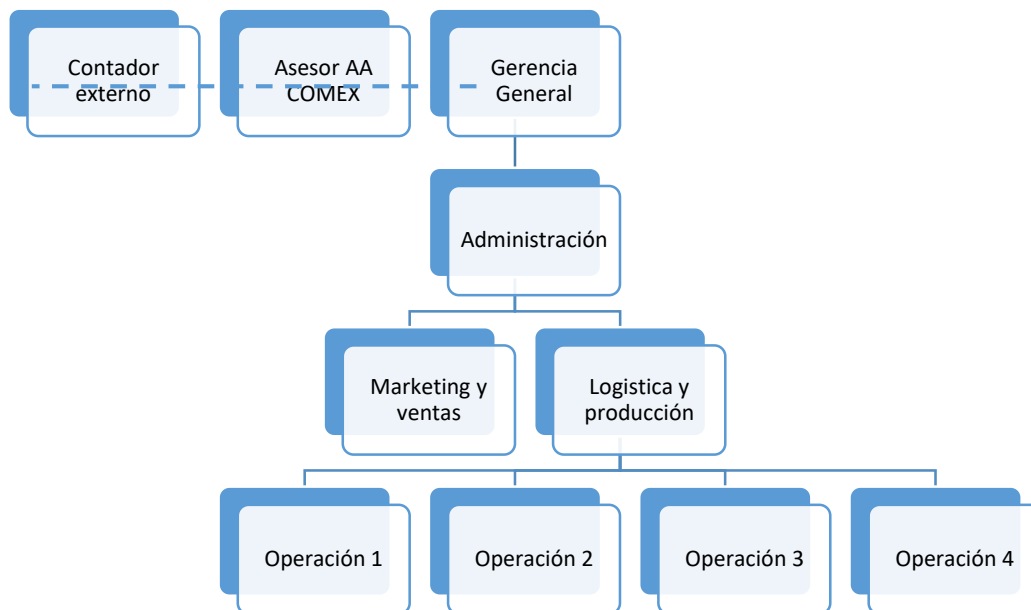 Contador
externo
Asesor AA
COMEX
Gerencia
General
Administración
Marketing y
ventas
Logistica y
producción
Operación 1
Operación 2
Operación 3
Operación 4